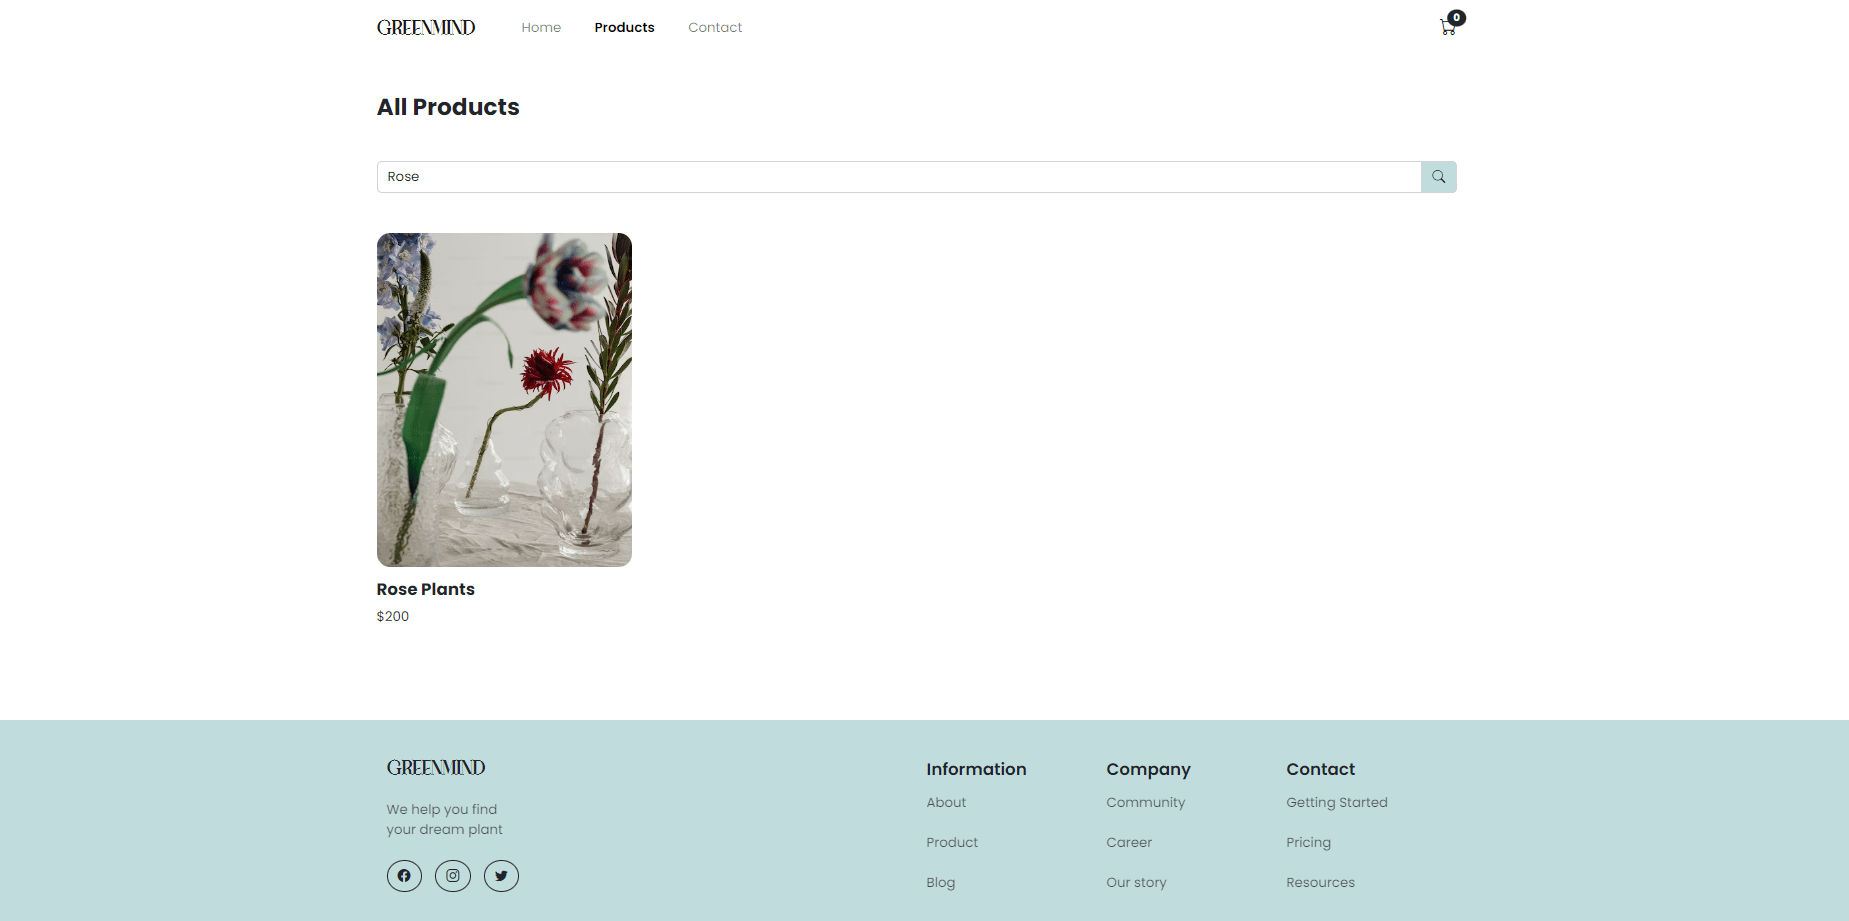 GREENMIND
Home
Products
Contact
0
All Products
Rose
Rose Plants
$200
GREENMIND
We help you find
your dream plant
Information
About
Product
Blog
Company
Community
Career
Our story
Contact
Getting Started
Pricing
Resources